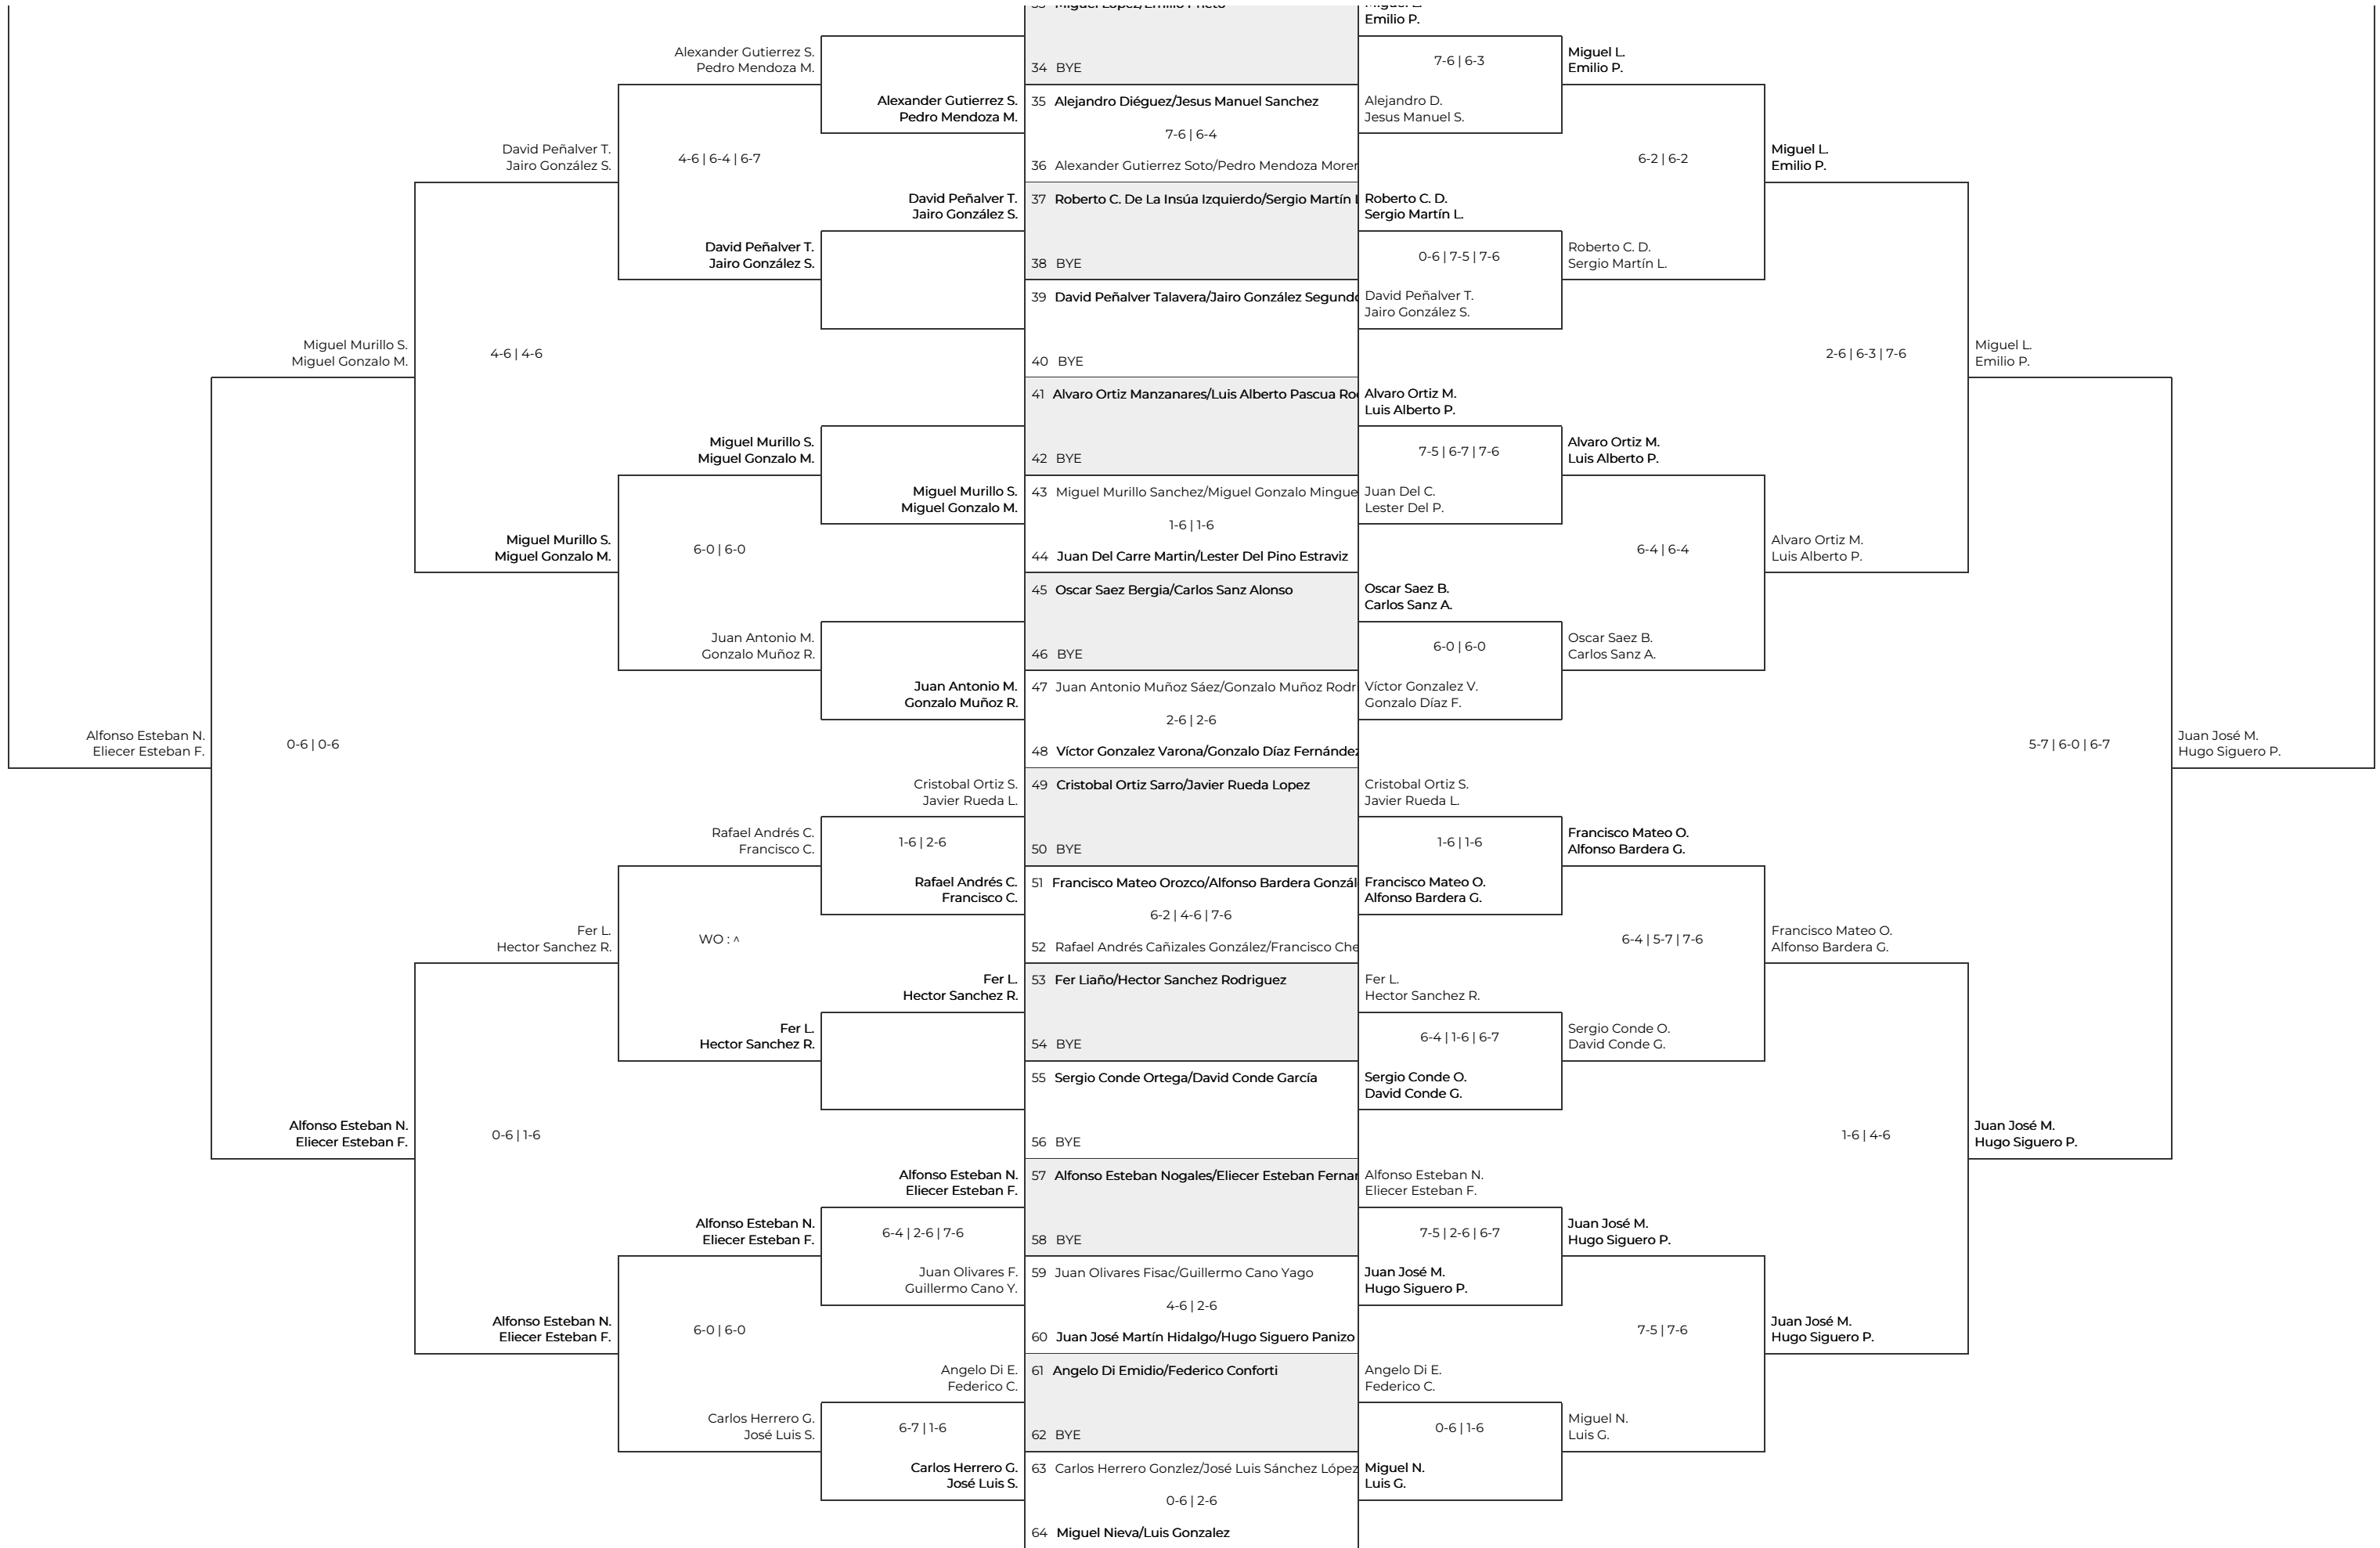 Emilio P.
Alexander Gutierrez S.
Pedro Mendoza M.
34 BYE
7-6 | 6-3
Miguel L.
Emilio P.
Alexander Gutierrez S.
Pedro Mendoza M.
35 Alejandro Diéguez/Jesus Manuel Sanchez
Alejandro D.
Jesus Manuel S.
7-6 | 6-4
David Peñalver T.
Jairo González S.
4-6 | 6-4 | 6-7
36 Alexander Gutierrez Soto/Pedro Mendoza Morer
6-2 | 6-2
Miguel L.
Emilio P.
David Peñalver T.
Jairo González S.
37 Roberto C. De La Insúa Izquierdo/Sergio Martín
Roberto C. D.
Sergio Martín L.
David Peñalver T.
Jairo González S.
38 BYE
0-6 | 7-5 | 7-6
Roberto C. D.
Sergio Martín L.
39 David Peñalver Talavera/Jairo González Segundo
David Peñalver T.
Jairo González S.
Miguel Murillo S.
Miguel Gonzalo M.
4-6 | 4-6
40 BYE
2-6 | 6-3 | 7-6
Miguel L.
Emilio P.
41 Alvaro Ortiz Manzanares/Luis Alberto Pascua Ro
Alvaro Ortiz M.
Luis Alberto P.
Miguel Murillo S.
Miguel Gonzalo M.
42 BYE
7-5 | 6-7 | 7-6
Alvaro Ortiz M.
Luis Alberto P.
Miguel Murillo S.
Miguel Gonzalo M.
43 Miguel Murillo Sanchez/Miguel Gonzalo Mingue
Juan Del C.
Lester Del P.
1-6 | 1-6
Miguel Murillo S.
Miguel Gonzalo M.
6-0 | 6-0
44 Juan Del Carre Martin/Lester Del Pino Estraviz
6-4 | 6-4
Alvaro Ortiz M.
Luis Alberto P.
45 Oscar Saez Bergia/Carlos Sanz Alonso
Oscar Saez B.
Carlos Sanz A.
Juan Antonio M.
Gonzalo Muñoz R.
46 BYE
6-0 | 6-0
Oscar Saez B.
Carlos Sanz A.
Juan Antonio M.
Gonzalo Muñoz R.
47 Juan Antonio Muñoz Sáez/Gonzalo Muñoz Rodr
Víctor Gonzalez V.
Gonzalo Díaz F.
2-6 | 2-6
Alfonso Esteban N.
Eliecer Esteban F.
0-6 | 0-6
48 Víctor Gonzalez Varona/Gonzalo Díaz Fernández
5-7 | 6-0 | 6-7
Juan José M.
Hugo Siguero P.
Cristobal Ortiz S.
Javier Rueda L.
49 Cristobal Ortiz Sarro/Javier Rueda Lopez
Cristobal Ortiz S.
Javier Rueda L.
Rafael Andrés C.
Francisco C.
1-6 | 2-6
50 BYE
1-6 | 1-6
Francisco Mateo O.
Alfonso Bardera G.
Rafael Andrés C.
Francisco C.
51 Francisco Mateo Orozco/Alfonso Bardera Gonzál
Francisco Mateo O.
Alfonso Bardera G.
6-2 | 4-6 | 7-6
Fer L.
Hector Sanchez R.
WO : ^
52 Rafael Andrés Cañizales González/Francisco Che
6-4 | 5-7 | 7-6
Francisco Mateo O.
Alfonso Bardera G.
Fer L.
Hector Sanchez R.
53 Fer Liaño/Hector Sanchez Rodriguez
Fer L.
Hector Sanchez R.
Fer L.
Hector Sanchez R.
54 BYE
6-4 | 1-6 | 6-7
Sergio Conde O.
David Conde G.
55 Sergio Conde Ortega/David Conde García
Sergio Conde O.
David Conde G.
Alfonso Esteban N.
Eliecer Esteban F.
0-6 | 1-6
56 BYE
1-6 | 4-6
Juan José M.
Hugo Siguero P.
Alfonso Esteban N.
Eliecer Esteban F.
57 Alfonso Esteban Nogales/Eliecer Esteban Fernar
Alfonso Esteban N.
Eliecer Esteban F.
Alfonso Esteban N.
Eliecer Esteban F.
6-4 | 2-6 | 7-6
58 BYE
7-5 | 2-6 | 6-7
Juan José M.
Hugo Siguero P.
Juan Olivares F.
Guillermo Cano Y.
59 Juan Olivares Fisac/Guillermo Cano Yago
Juan José M.
Hugo Siguero P.
4-6 | 2-6
Alfonso Esteban N.
Eliecer Esteban F.
6-0 | 6-0
60 Juan José Martín Hidalgo/Hugo Siguero Panizo
7-5 | 7-6
Juan José M.
Hugo Siguero P.
Angelo Di E.
Federico C.
61 Angelo Di Emidio/Federico Conforti
Angelo Di E.
Federico C.
Carlos Herrero G.
José Luis S.
6-7 | 1-6
62 BYE
0-6 | 1-6
Miguel N.
Luis G.
Carlos Herrero G.
José Luis S.
63 Carlos Herrero Gonzlez/José Luis Sánchez López
Miguel N.
Luis G.
0-6 | 2-6
64 Miguel Nieva/Luis Gonzalez